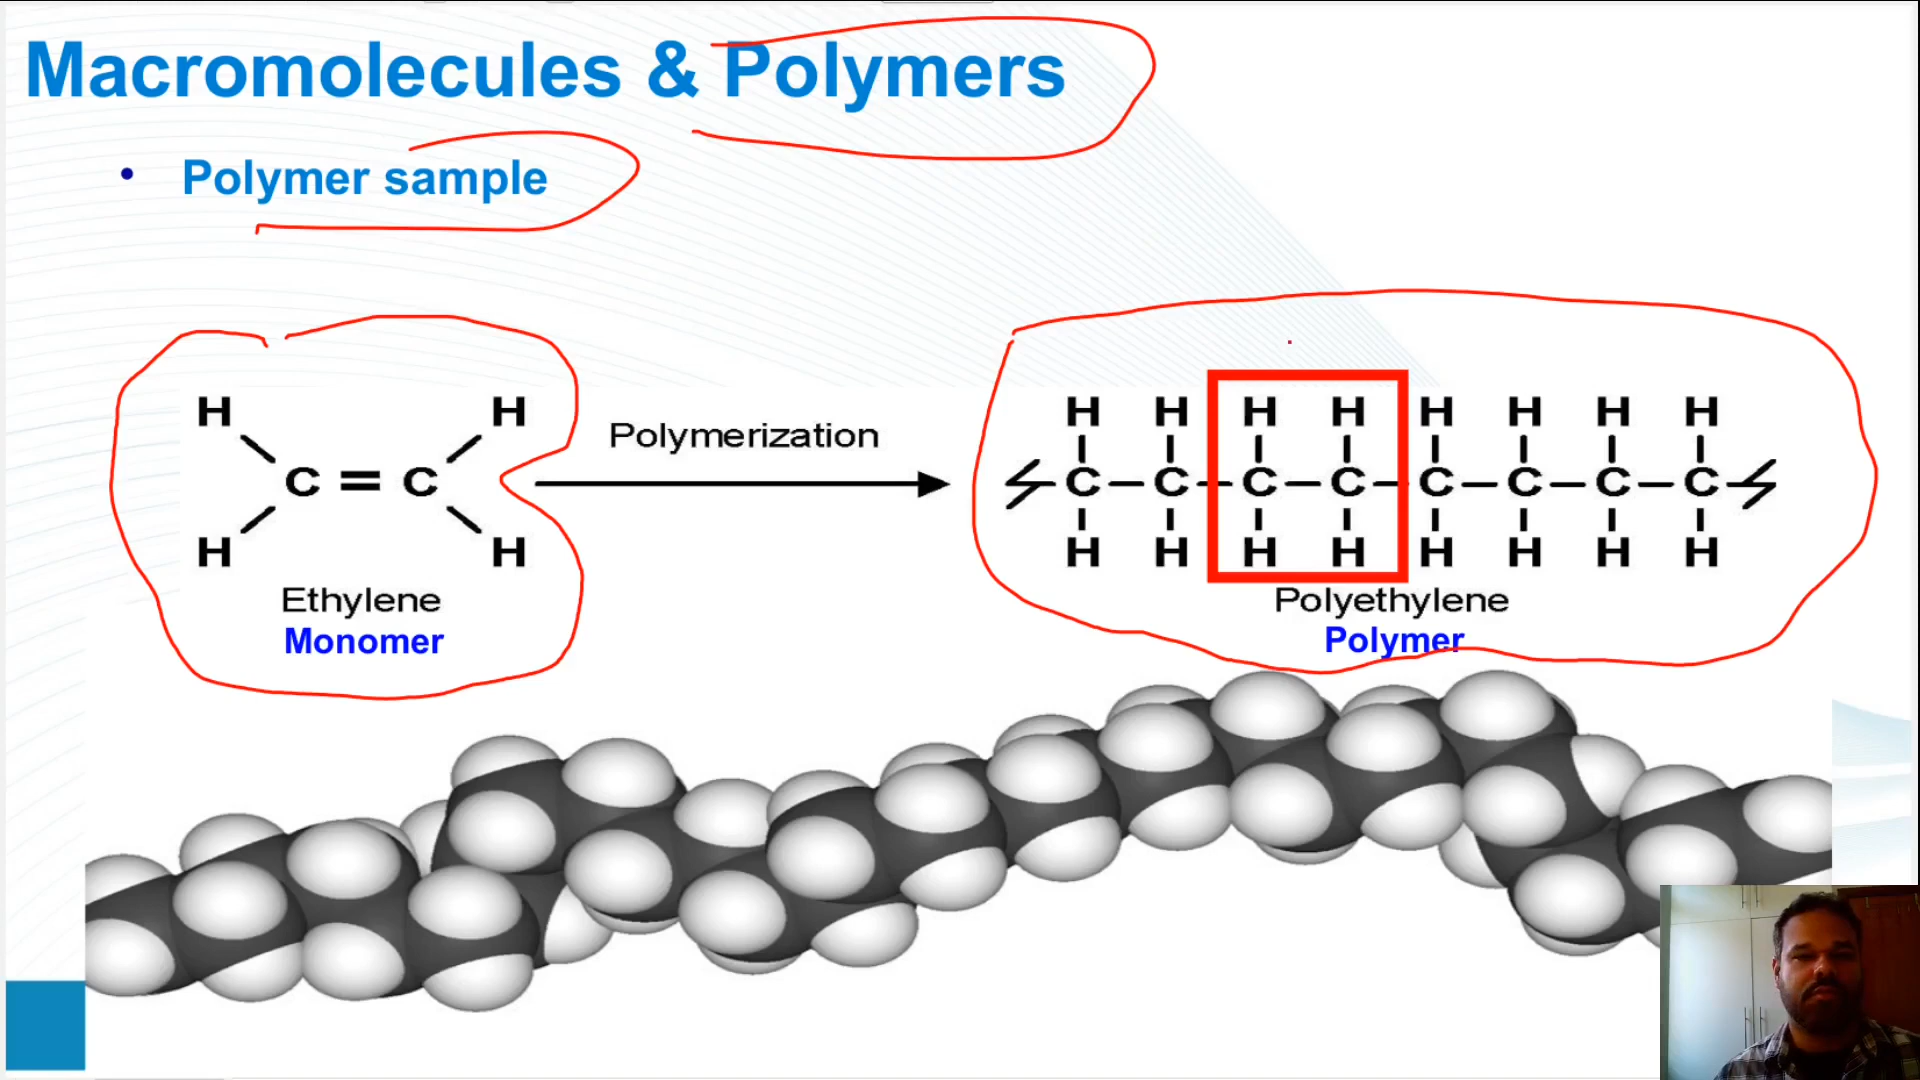 Macromolecules & Polymers
• Polymer sample
H H
C = C
H H
Ethylene
Monomer
Polymerization
H H H H H H H H
C – C – C – C – C – C – C – C
H H H H H H H H
Polyethylene
Polymer